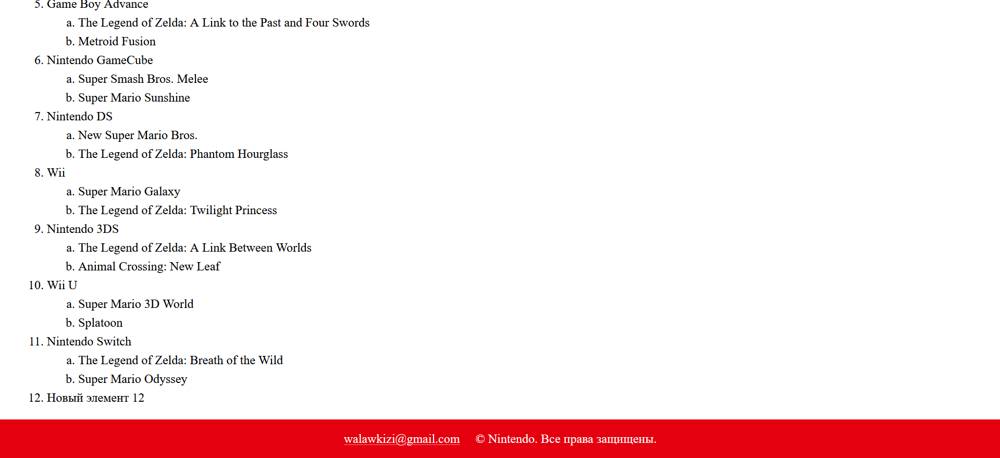 5. Game Boy Advance
a. The Legend of Zelda: A Link to the Past and Four Swords
b. Metroid Fusion
6. Nintendo GameCube
a. Super Smash Bros. Melee
b. Super Mario Sunshine
7. Nintendo DS
a. New Super Mario Bros.
b. The Legend of Zelda: Phantom Hourglass
8. Wii
a. Super Mario Galaxy
b. The Legend of Zelda: Twilight Princess
9. Nintendo 3DS
a. The Legend of Zelda: A Link Between Worlds
b. Animal Crossing: New Leaf
10. Wii U
a. Super Mario 3D World
b. Splatoon
11. Nintendo Switch
a. The Legend of Zelda: Breath of the Wild
b. Super Mario Odyssey
12. Новый элемент 12
walawkizi@gmail.com © Nintendo. Все права защищены.